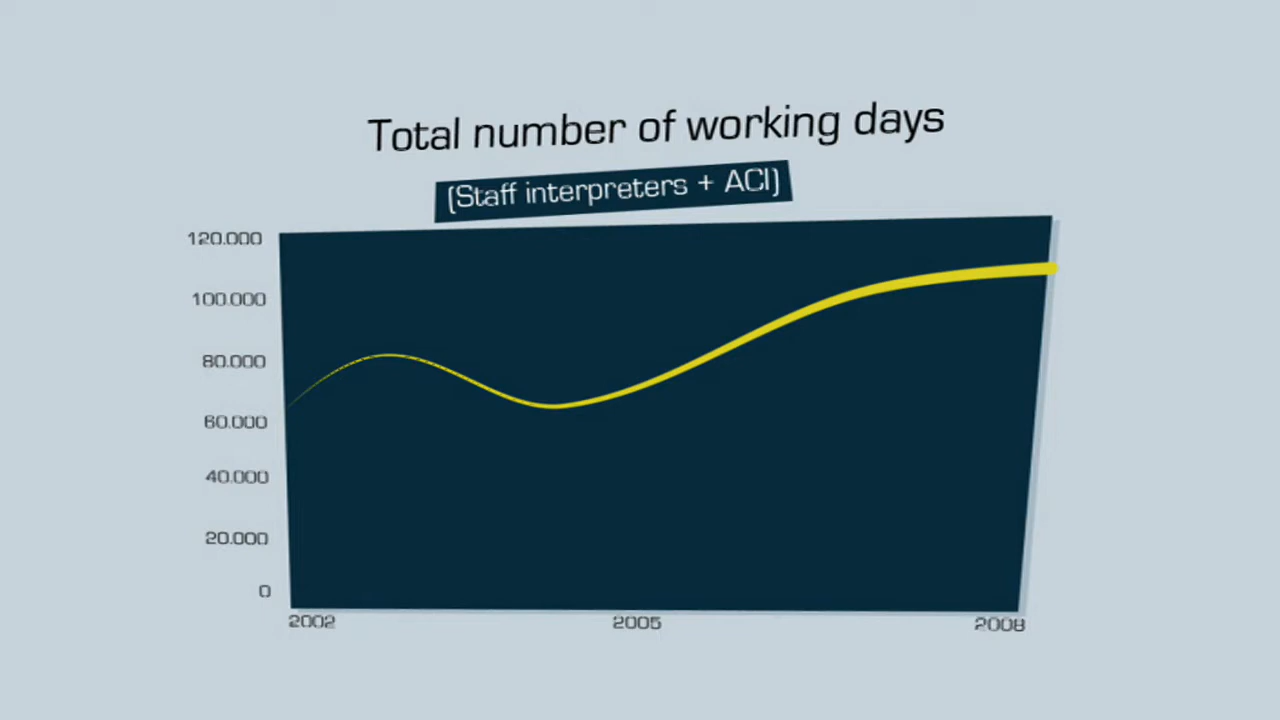 Total number of working days
(Staff interpreters + ACI)
120.000
100.000
80.000
60.000
40.000
20.000
0
2002 2005 2008